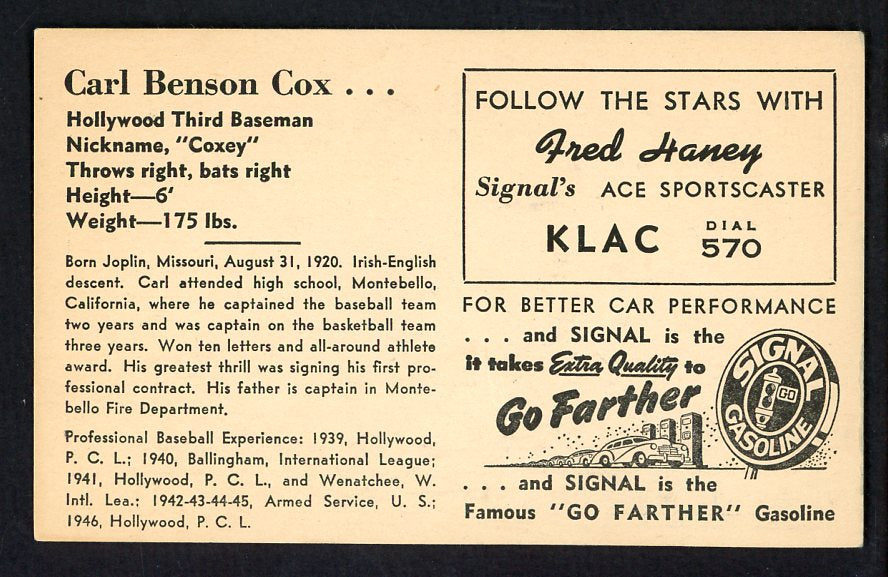 Carl Benson Cox . . .
Hollywood Third Baseman
Nickname, "Coxey"
Throws right, bats right
Height—6'
Weight—175 lbs.
Born Joplin, Missouri, August 31, 1920. Irish-English
descent. Carl attended high school, Montebello,
California, where he captained the baseball team
two years and was captain on the basketball team
three years. Won ten letters and all-around athlete
award. His greatest thrill was signing his first pro-
fessional contract. His father is captain in Monte-
bello Fire Department.
Professional Baseball Experience: 1939, Hollywood,
P. C. L.; 1940, Ballingham, International League;
1941, Hollywood, P. C. L., and Wenatchee, W.
Intl. Lea.; 1942-43-44-45, Armed Service, U. S.;
1946, Hollywood, P. C. L.
FOLLOW THE STARS WITH
Fred Haney
Signal's ACE SPORTSCASTER
KLAC DIAL
570
FOR BETTER CAR PERFORMANCE
. . . and SIGNAL is the
it takes Extra Quality to
Go Farther
SIGNAL
GO
GASOLINE
. . . and SIGNAL is the
Famous "GO FARTHER" Gasoline